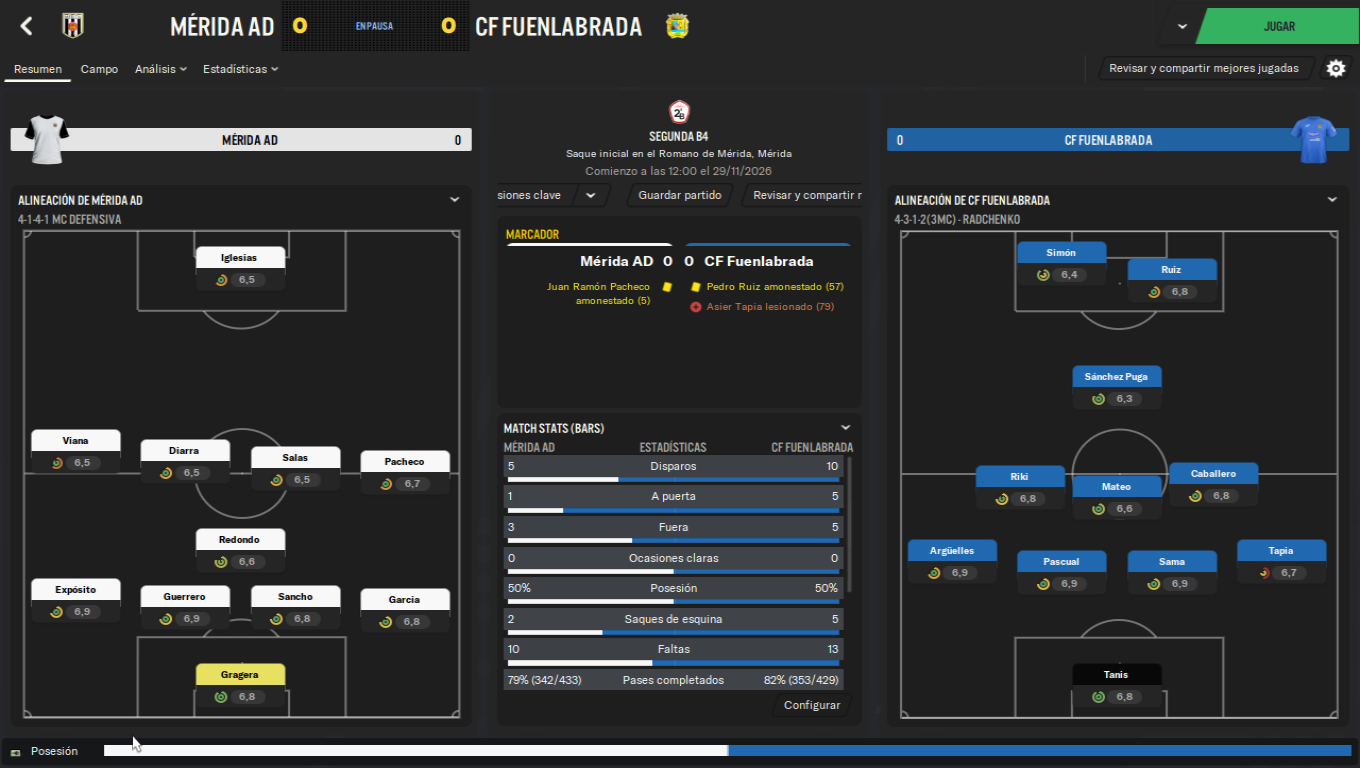 MÉRIDA AD 0 EN PAUSA 0 CF FUENLABRADA
JUGAR
Resumen Campo Análisis Estadísticas
Revisar y compartir mejores jugadas
MÉRIDA AD 0
2ªB
SEGUNDA B4
Saque inicial en el Romano de Mérida, Mérida
Comienzo a las 12:00 el 29/11/2026
siones clave Guardar partido Revisar y compartir r
0 CF FUENLABRADA
ALINEACIÓN DE MÉRIDA AD
4-1-4-1 MC DEFENSIVA
Iglesias
6,5
Viana
6,5
Diarra
6,5
Salas
6,5
Pacheco
6,7
Redondo
6,6
Expósito
6,9
Guerrero
6,9
Sancho
6,8
Garcia
6,8
Gragera
6,8
MARCADOR
Mérida AD 0 0 CF Fuenlabrada
Juan Ramón Pacheco
amonestado (5)
Pedro Ruiz amonestado (57)
Asier Tapia lesionado (79)
MATCH STATS (BARS)
MÉRIDA AD ESTADÍSTICAS CF FUENLABRADA
5 Disparos 10
1 A puerta 5
3 Fuera 5
0 Ocasiones claras 0
50% Posesión 50%
2 Saques de esquina 5
10 Faltas 13
79% (342/433) Pases completados 82% (353/429)
Configurar
ALINEACIÓN DE CF FUENLABRADA
4-3-1-2 (3MC) - RADCHENKO
Simón
6,4
Ruiz
6,8
Sánchez Puga
6,3
Riki
6,8
Mateo
6,6
Caballero
6,8
Argüelles
6,9
Pascual
6,9
Sama
6,9
Tapia
6,7
Tanis
6,8
Posesión